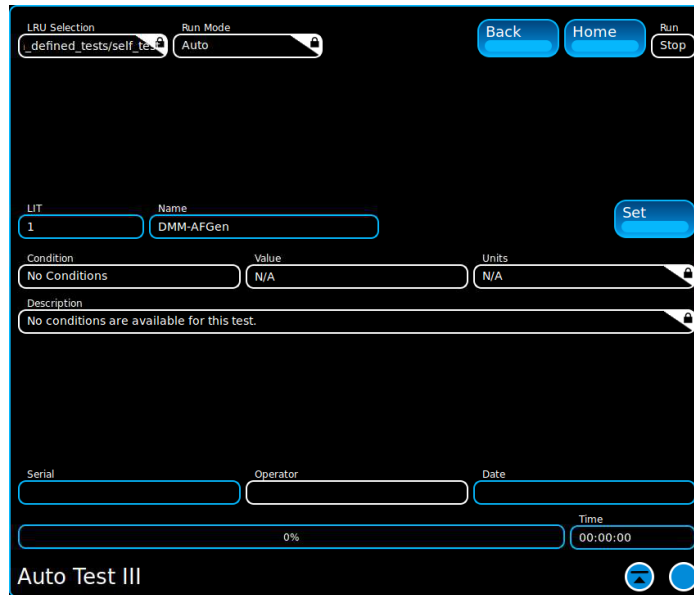 LRU Selection Run Mode Back Home Run
_defined_tests/self_test Auto Stop
LIT Name Set
1 DMM-AFGen
Condition Value Units
No Conditions N/A N/A
Description
No conditions are available for this test.
Serial Operator Date
Time
0% 00:00:00
Auto Test III